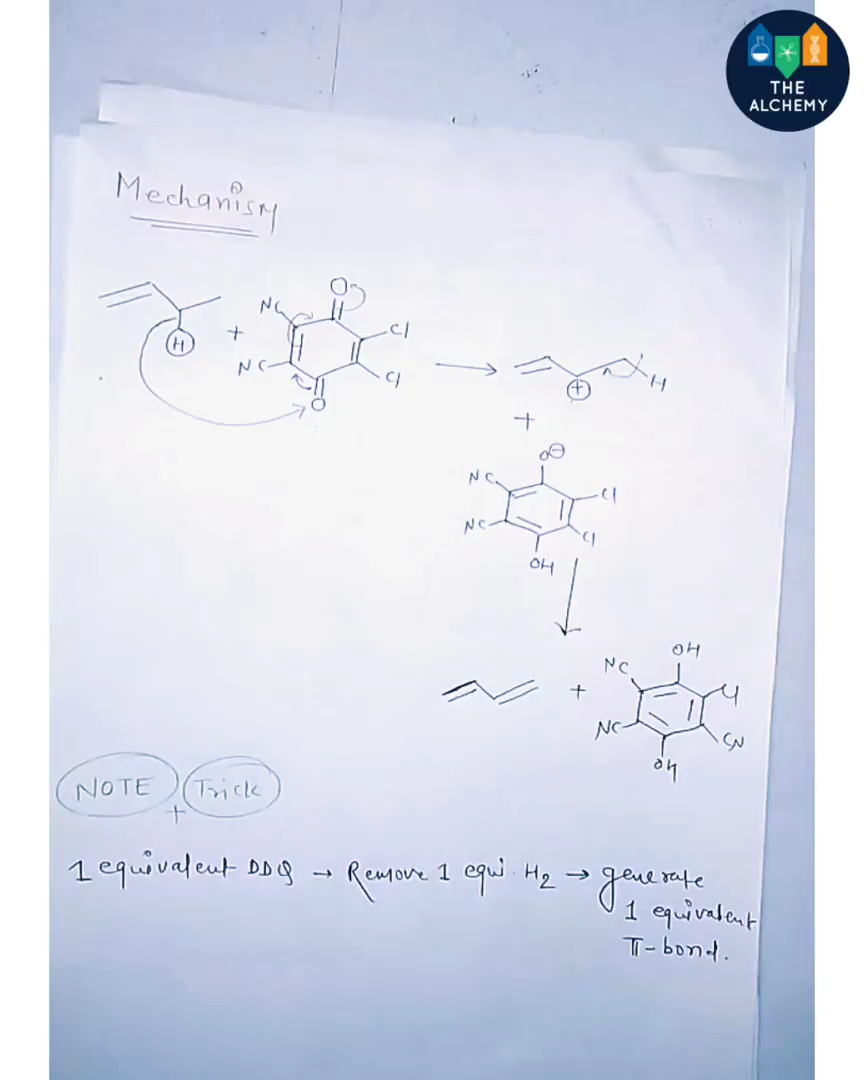 THE
ALCHEMY
Mechanism
H
+
NC
NC
O
O
Cl
Cl
+
H
+
O⊖
NC
NC
Cl
Cl
OH
+
NC
NC
OH
Cl
CN
OH
NOTE + Trick
1 equivalent DDQ → Remove 1 equi. H2 → generate
1 equivalent
π-bond.